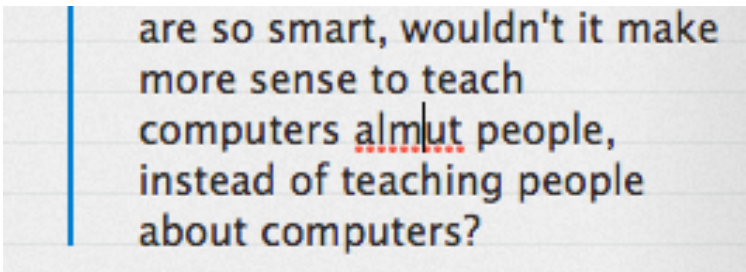 are so smart, wouldn't it make
more sense to teach
computers almut people,
instead of teaching people
about computers?